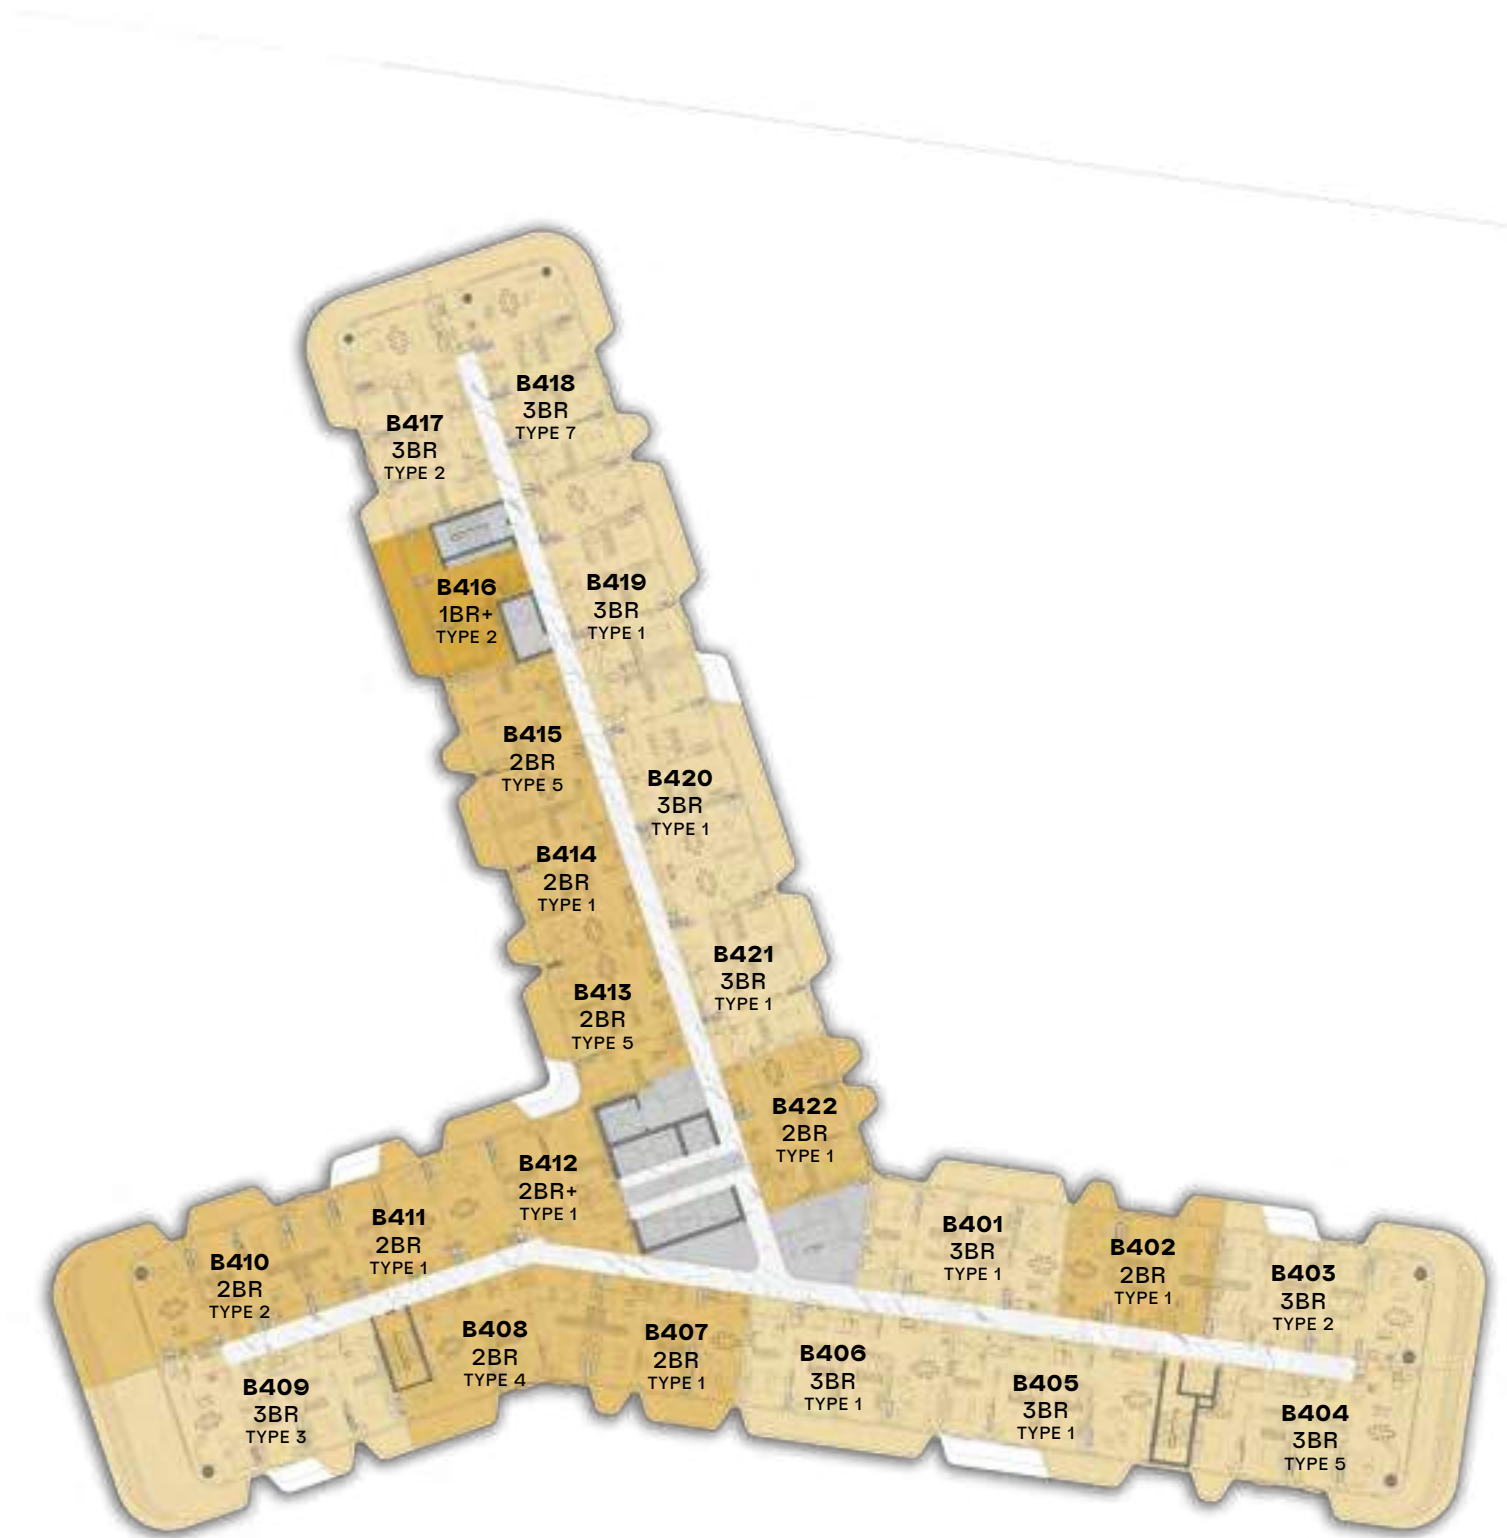 B418
3BR
TYPE 7
B417
3BR
TYPE 2
B416
1BR+
TYPE 2
B419
3BR
TYPE 1
B415
2BR
TYPE 5
B420
3BR
TYPE 1
B414
2BR
TYPE 1
B421
3BR
TYPE 1
B413
2BR
TYPE 5
B422
2BR
TYPE 1
B412
2BR+
TYPE 1
B411
2BR
TYPE 1
B410
2BR
TYPE 2
B401
3BR
TYPE 1
B402
2BR
TYPE 1
B403
3BR
TYPE 2
B409
3BR
TYPE 3
B408
2BR
TYPE 4
B407
2BR
TYPE 1
B406
3BR
TYPE 1
B405
3BR
TYPE 1
B404
3BR
TYPE 5